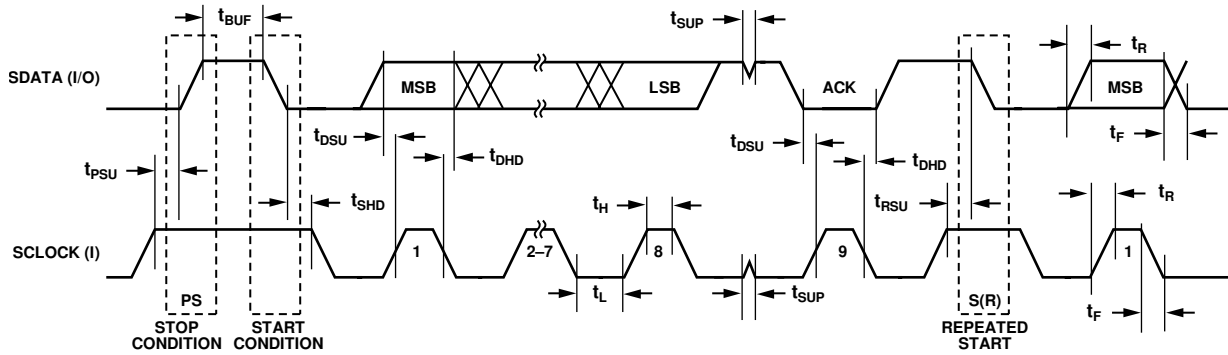 tBUF
tSUP
tR
SDATA (I/O)
MSB
LSB
ACK
MSB
tDSU
tDHD
tDSU
tDHD
tF
tPSU
tSHD
tH
tRSU
tR
SCLOCK (I)
1
2–7
8
9
1
PS
tL
tSUP
S(R)
tF
STOP
CONDITION
START
CONDITION
REPEATED
START